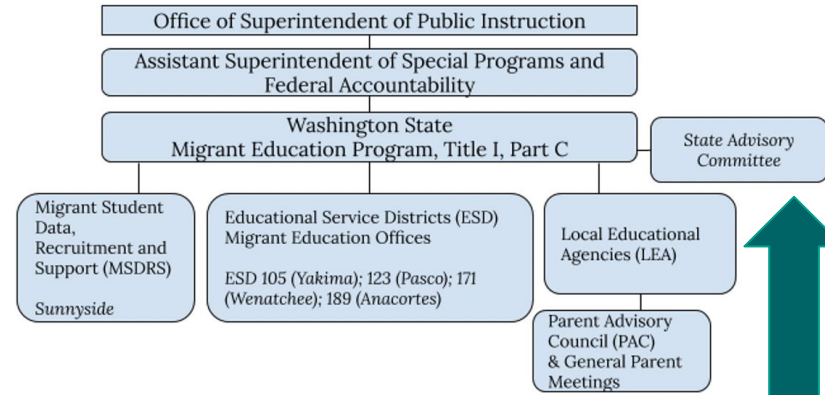 Office of Superintendent of Public Instruction
Assistant Superintendent of Special Programs and
Federal Accountability
Washington State
Migrant Education Program, Title I, Part C
State Advisory
Committee
Migrant Student
Data,
Recruitment and
Support (MSDRS)
Sunnyside
Educational Service Districts (ESD)
Migrant Education Offices
ESD 105 (Yakima); 123 (Pasco); 171
(Wenatchee); 189 (Anacortes)
Local Educational
Agencies (LEA)
Parent Advisory
Council (PAC)
& General Parent
Meetings